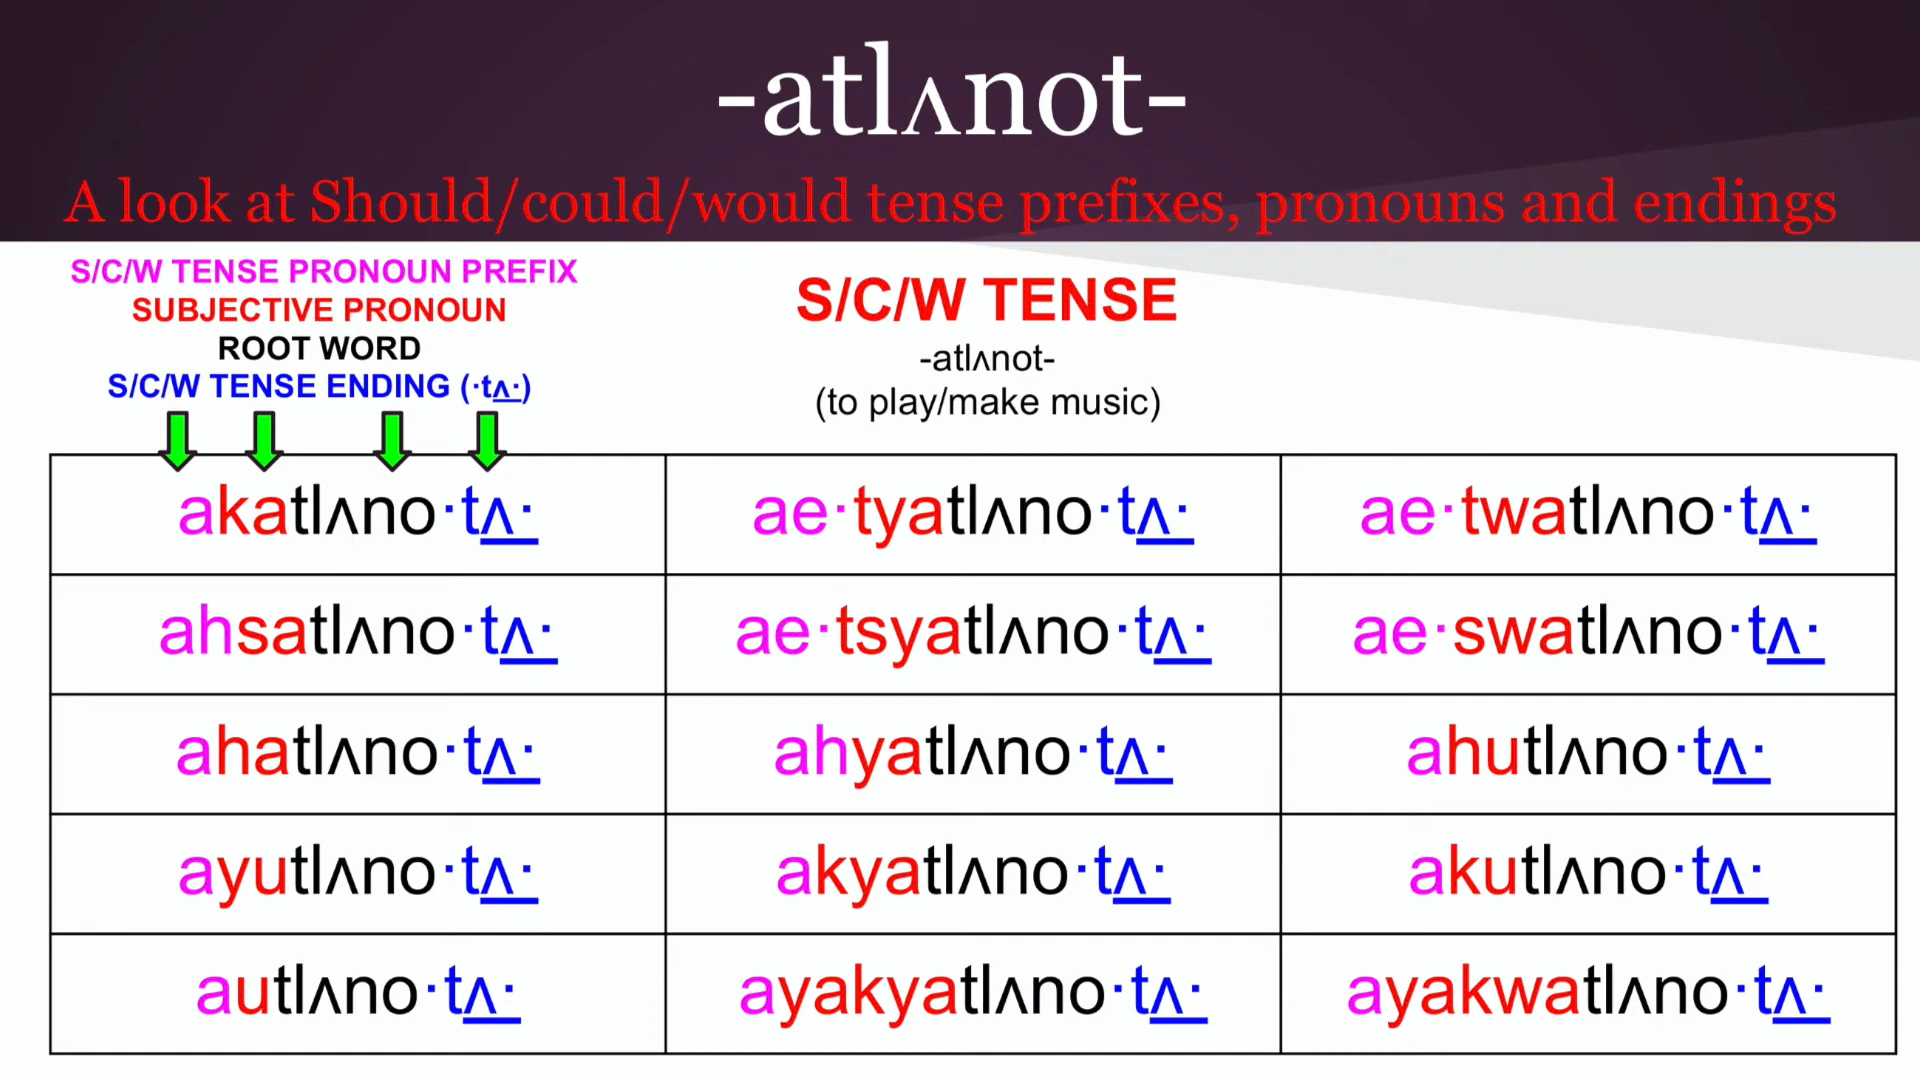 -atlʌnot-
A look at Should/could/would tense prefixes, pronouns and endings
S/C/W TENSE PRONOUN PREFIX
SUBJECTIVE PRONOUN
ROOT WORD
S/C/W TENSE ENDING (·tʌ̲·)
S/C/W TENSE
-atlʌnot-
(to play/make music)
akatlʌno·tʌ̲· ae·tyatlʌno·tʌ̲· ae·twatlʌno·tʌ̲·
ahsatlʌno·tʌ̲· ae·tsyatlʌno·tʌ̲· ae·swatlʌno·tʌ̲·
ahatlʌno·tʌ̲· ahyatlʌno·tʌ̲· ahutlʌno·tʌ̲·
ayutlʌno·tʌ̲· akyatlʌno·tʌ̲· akutlʌno·tʌ̲·
autlʌno·tʌ̲· ayakyatlʌno·tʌ̲· ayakwatlʌno·tʌ̲·